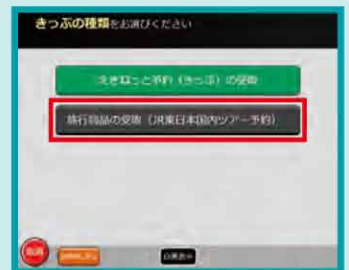 きっぷの種類をお選びください
えきねっと予約（きっぷ）の受取
旅行商品の受取（JR東日本国内ツアー予約）
取消